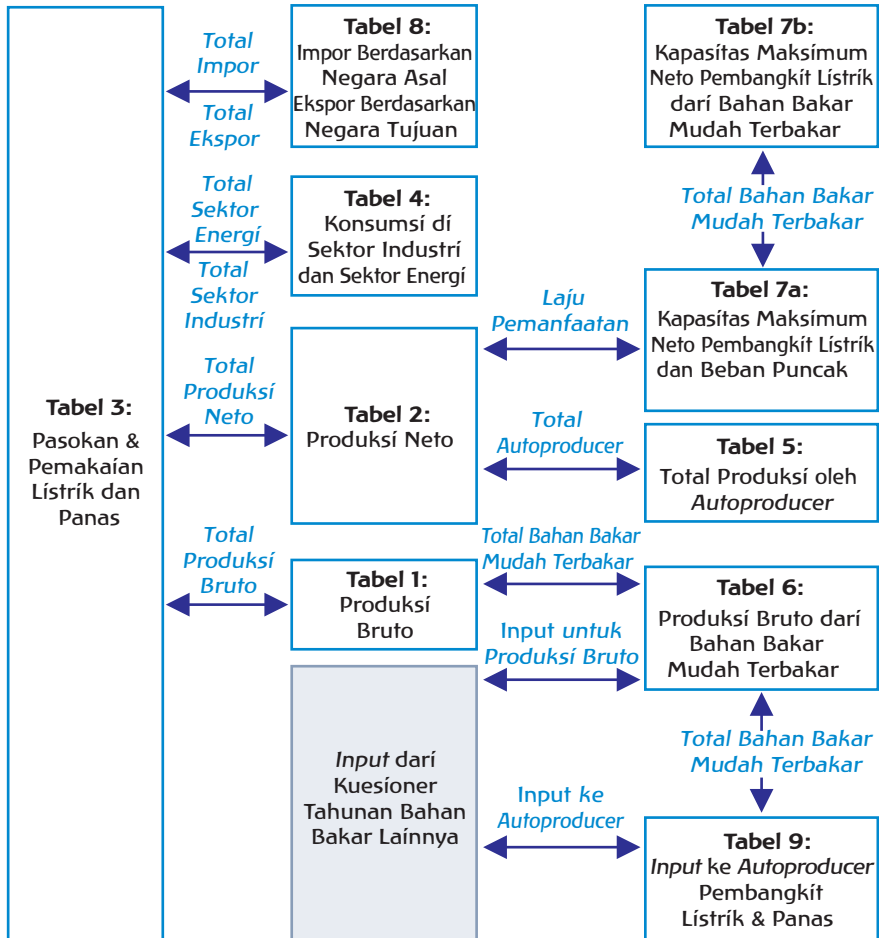 Tabel 3:
Pasokan &
Pemakaian
Listrik dan
Panas
Total
Impor
Total
Ekspor
Total
Sektor
Energi
Total
Sektor
Industri
Total
Produksi
Neto
Total
Produksi
Bruto
Tabel 8:
Impor Berdasarkan
Negara Asal
Ekspor Berdasarkan
Negara Tujuan
Tabel 4:
Konsumsi di
Sektor Industri
dan Sektor Energi
Tabel 2:
Produksi Neto
Tabel 1:
Produksi
Bruto
Input dari
Kuesioner
Tahunan Bahan
Bakar Lainnya
Laju
Pemanfaatan
Total
Autoproducer
Total Bahan Bakar
Mudah Terbakar
Input untuk
Produksi Bruto
Input ke
Autoproducer
Tabel 7b:
Kapasitas Maksimum
Neto Pembangkit Listrik
dari Bahan Bakar
Mudah Terbakar
Total Bahan Bakar
Mudah Terbakar
Tabel 7a:
Kapasitas Maksimum
Neto Pembangkit Listrik
dan Beban Puncak
Tabel 5:
Total Produksi oleh
Autoproducer
Tabel 6:
Produksi Bruto dari
Bahan Bakar
Mudah Terbakar
Total Bahan Bakar
Mudah Terbakar
Tabel 9:
Input ke Autoproducer
Pembangkit
Listrik & Panas